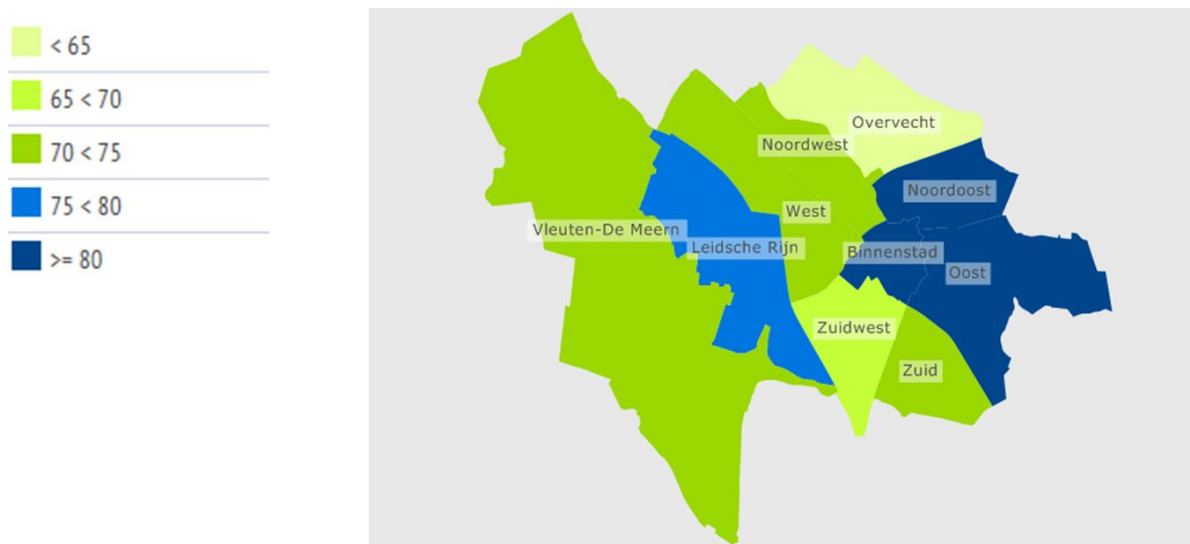 < 65
65 < 70
70 < 75
75 < 80
>= 80
Overvecht
Noordwest
Noordoost
West
Vleuten-De Meern
Leidsche Rijn
Binnenstad
Oost
Zuidwest
Zuid